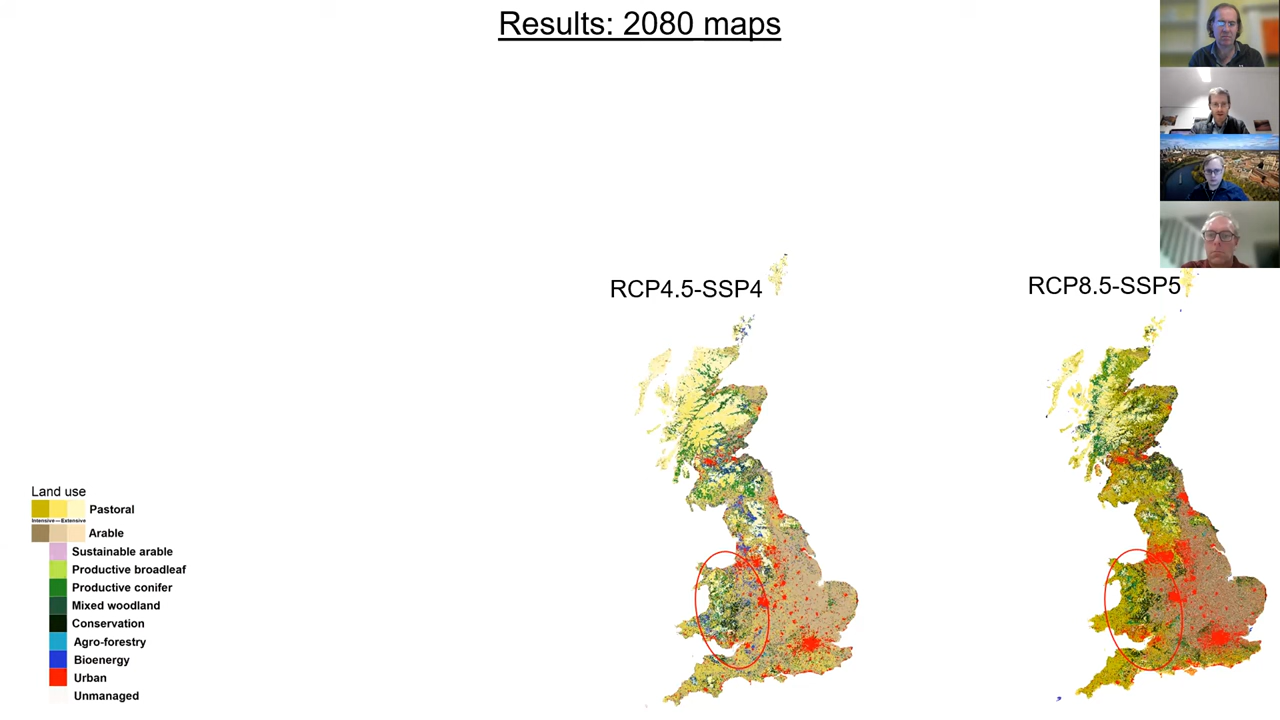 Results: 2080 maps
RCP4.5-SSP4
RCP8.5-SSP5
Land use
Pastoral
Intensive — Extensive
Arable
Sustainable arable
Productive broadleaf
Productive conifer
Mixed woodland
Conservation
Agro-forestry
Bioenergy
Urban
Unmanaged